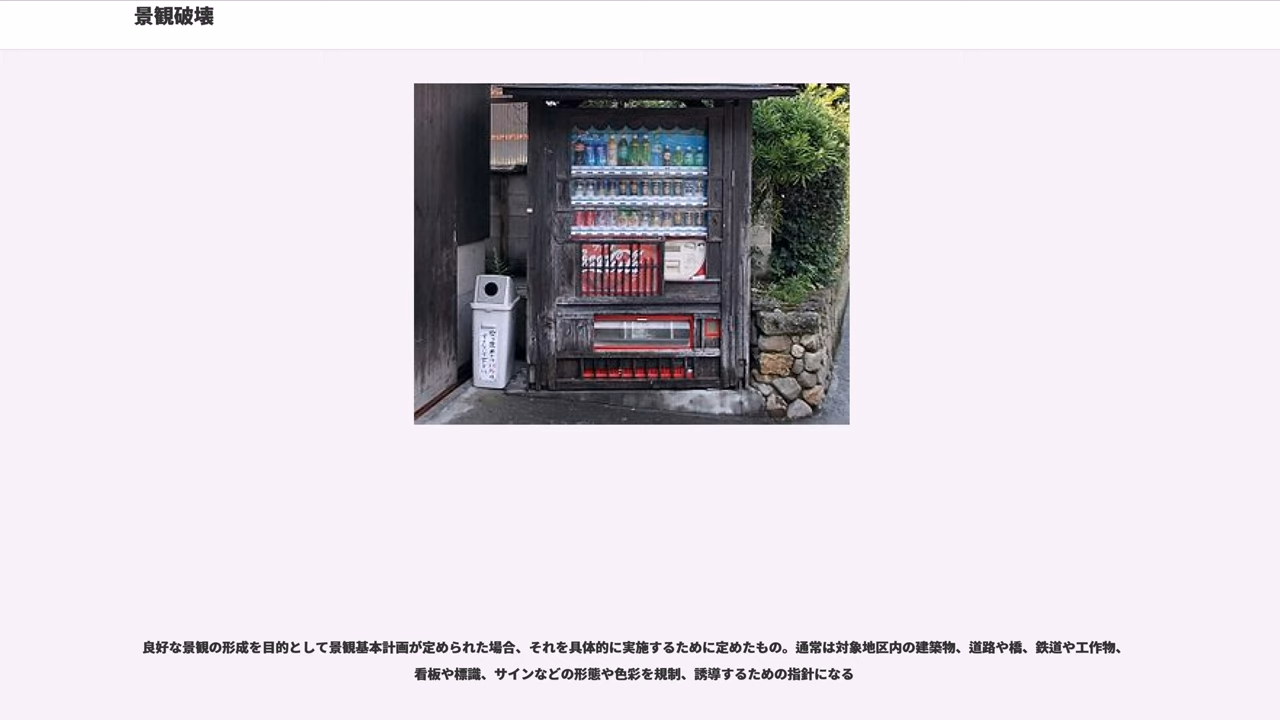 景観破壊
良好な景観の形成を目的として景観基本計画が定められた場合、それを具体的に実施するために定めたもの。通常は対象地区内の建築物、道路や橋、鉄道や工作物、
看板や標識、サインなどの形態や色彩を規制、誘導するための指針になる